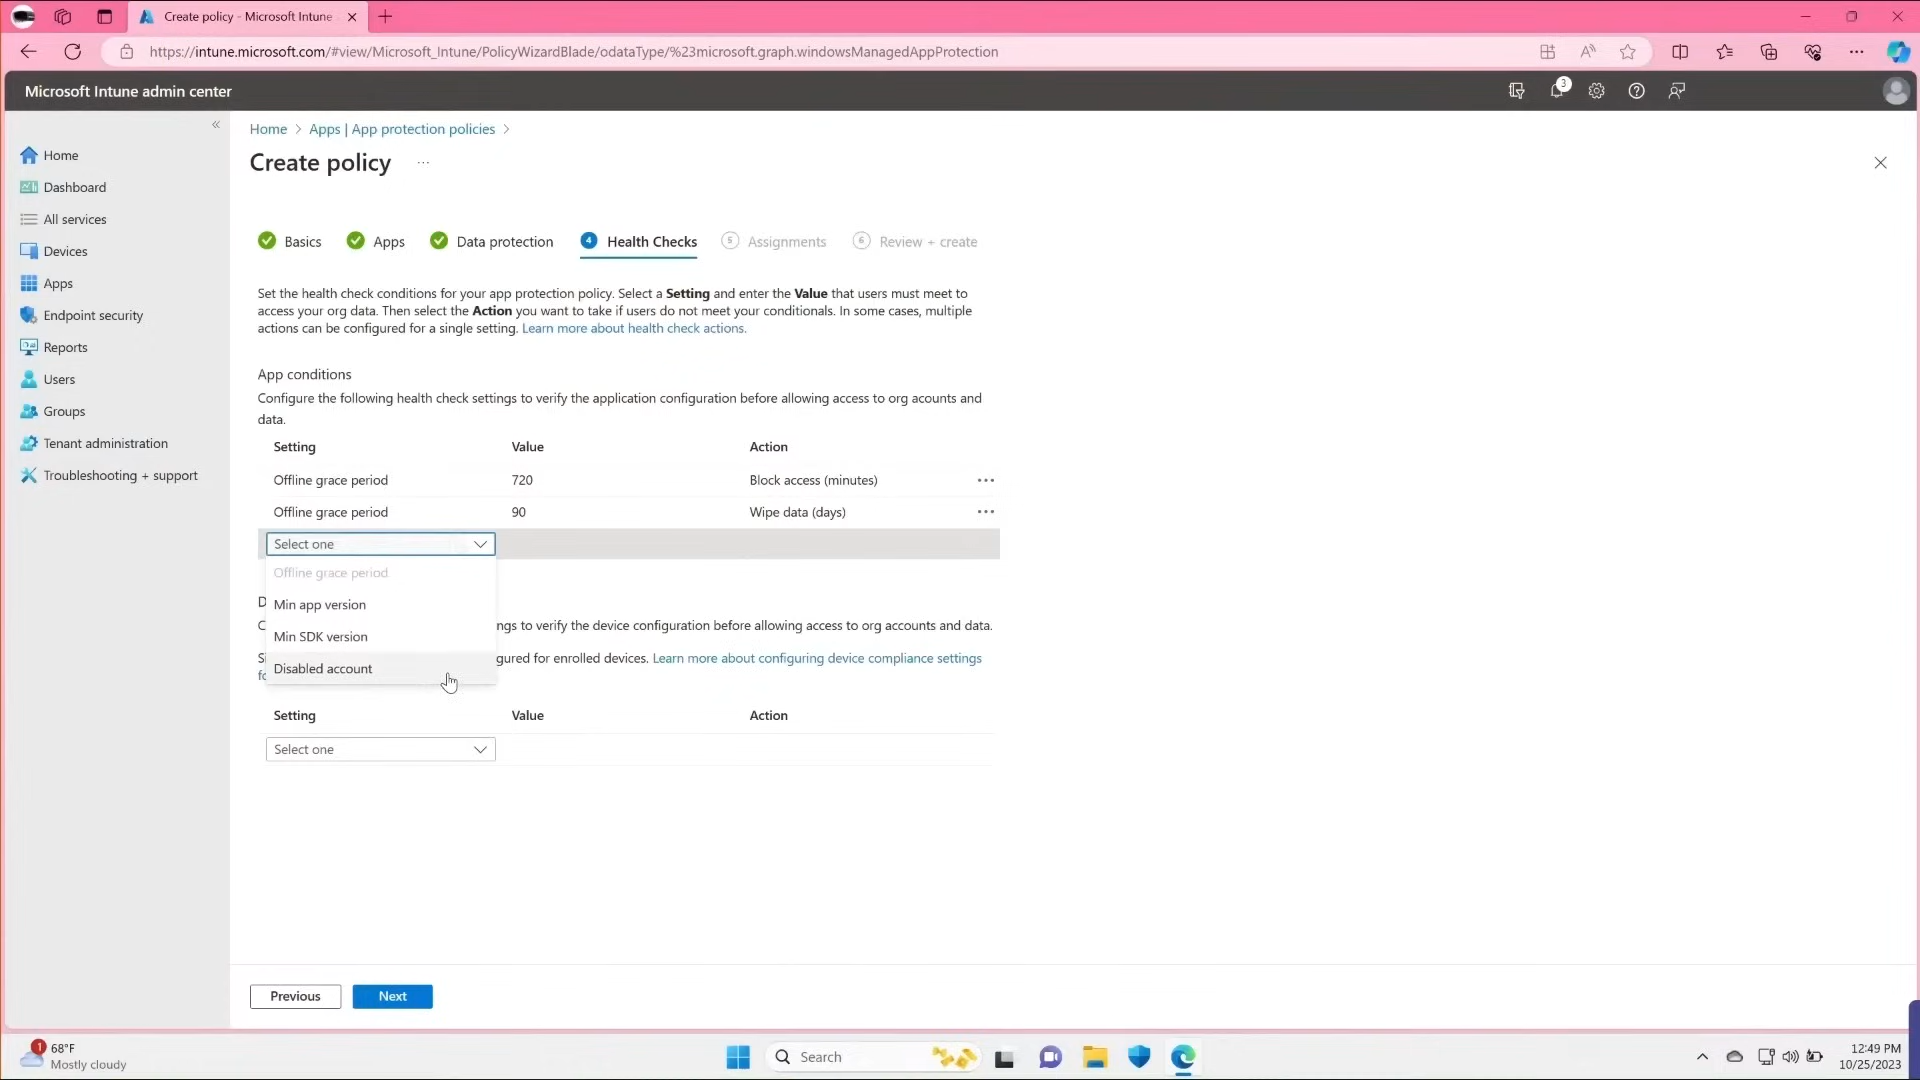 Create policy - Microsoft Intune
https://intune.microsoft.com/#view/Microsoft_Intune/PolicyWizardBlade/odataType/%23microsoft.graph.windowsManagedAppProtection
Microsoft Intune admin center
3
Home
Dashboard
All services
Devices
Apps
Endpoint security
Reports
Users
Groups
Tenant administration
Troubleshooting + support
Home > Apps | App protection policies >
Create policy ...
Basics
Apps
Data protection
4 Health Checks
5 Assignments
6 Review + create
Set the health check conditions for your app protection policy. Select a Setting and enter the Value that users must meet to
access your org data. Then select the Action you want to take if users do not meet your conditionals. In some cases, multiple
actions can be configured for a single setting. Learn more about health check actions.
App conditions
Configure the following health check settings to verify the application configuration before allowing access to org acounts and
data.
Setting Value Action
Offline grace period 720 Block access (minutes) ...
Offline grace period 90 Wipe data (days) ...
Select one
Offline grace period
Min app version
Min SDK version
Disabled account
ngs to verify the device configuration before allowing access to org accounts and data.
gured for enrolled devices. Learn more about configuring device compliance settings
Setting Value Action
Select one
Previous
Next
1
68°F
Mostly cloudy
Search
12:49 PM
10/25/2023